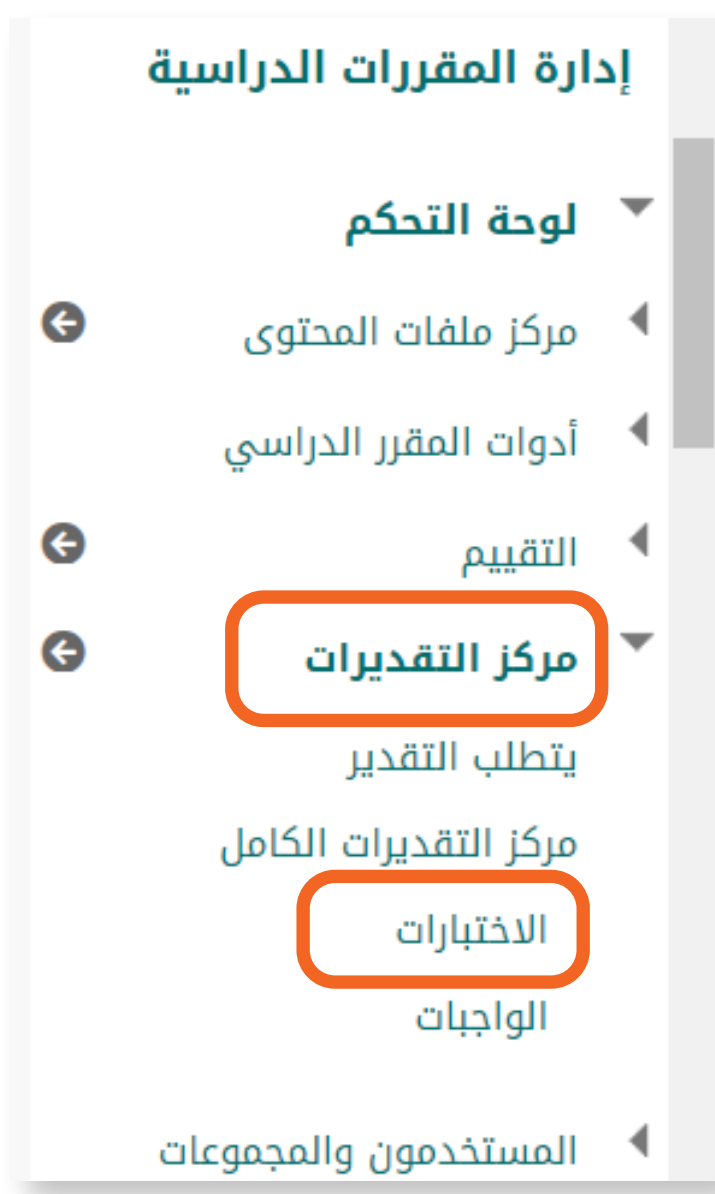 إدارة المقررات الدراسية
لوحة التحكم
مركز ملفات المحتوى
أدوات المقرر الدراسي
التقييم
مركز التقديرات
يتطلب التقدير
مركز التقديرات الكامل
الاختبارات
الواجبات
المستخدمون والمجموعات